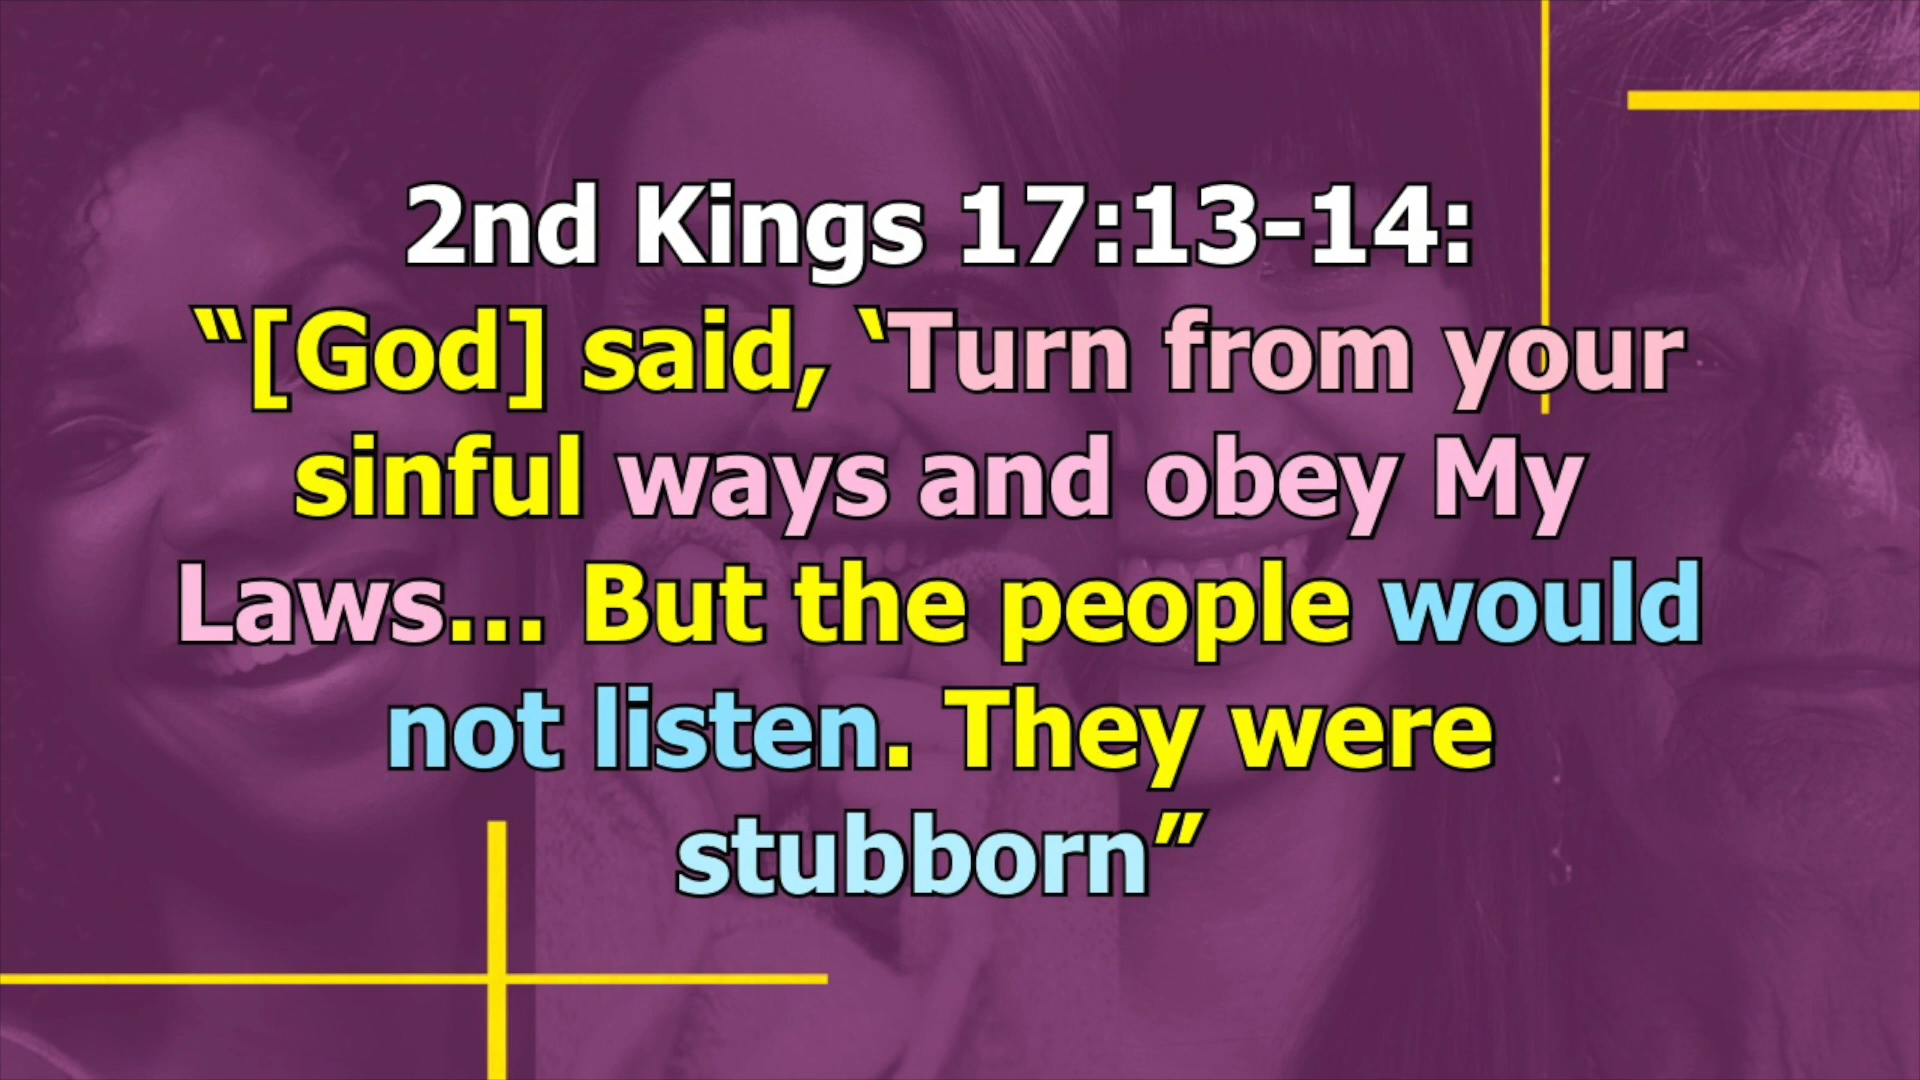 2nd Kings 17:13-14:
“[God] said, ‘Turn from your
sinful ways and obey My
Laws... But the people would
not listen. They were
stubborn”